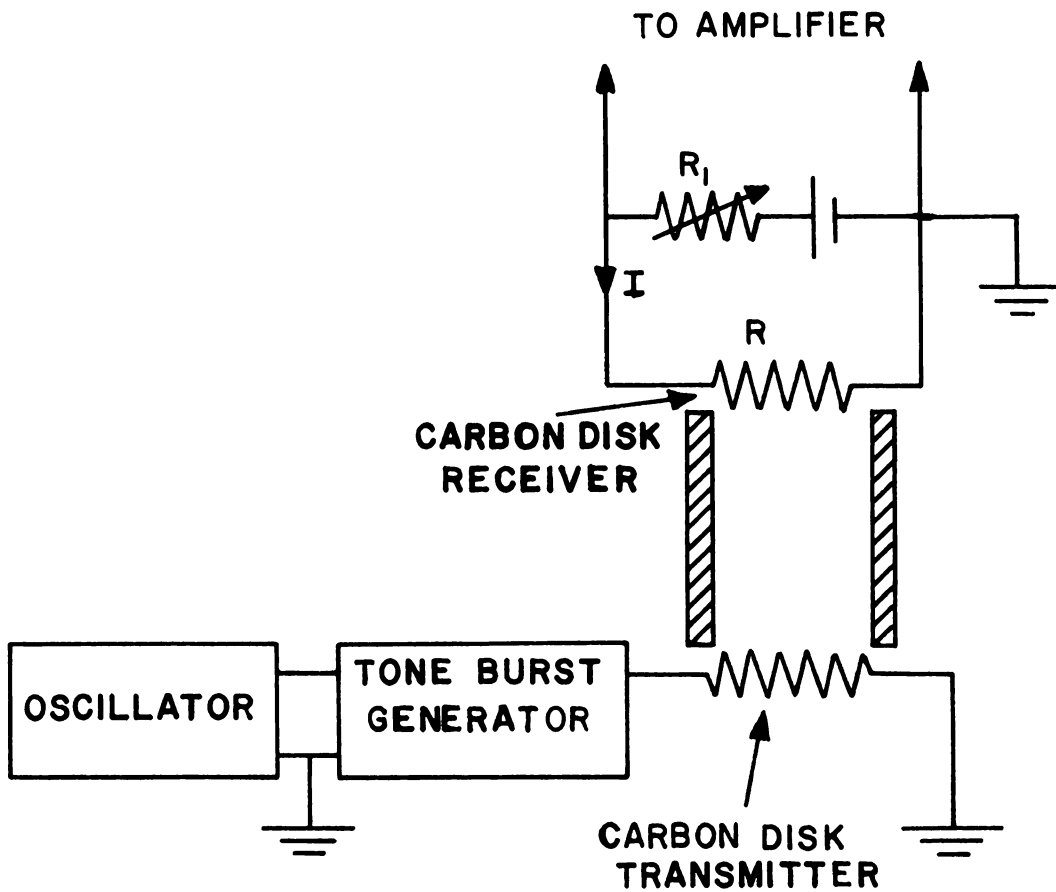 TO AMPLIFIER
R1
I
R
CARBON DISK
RECEIVER
OSCILLATOR
TONE BURST
GENERATOR
CARBON DISK
TRANSMITTER